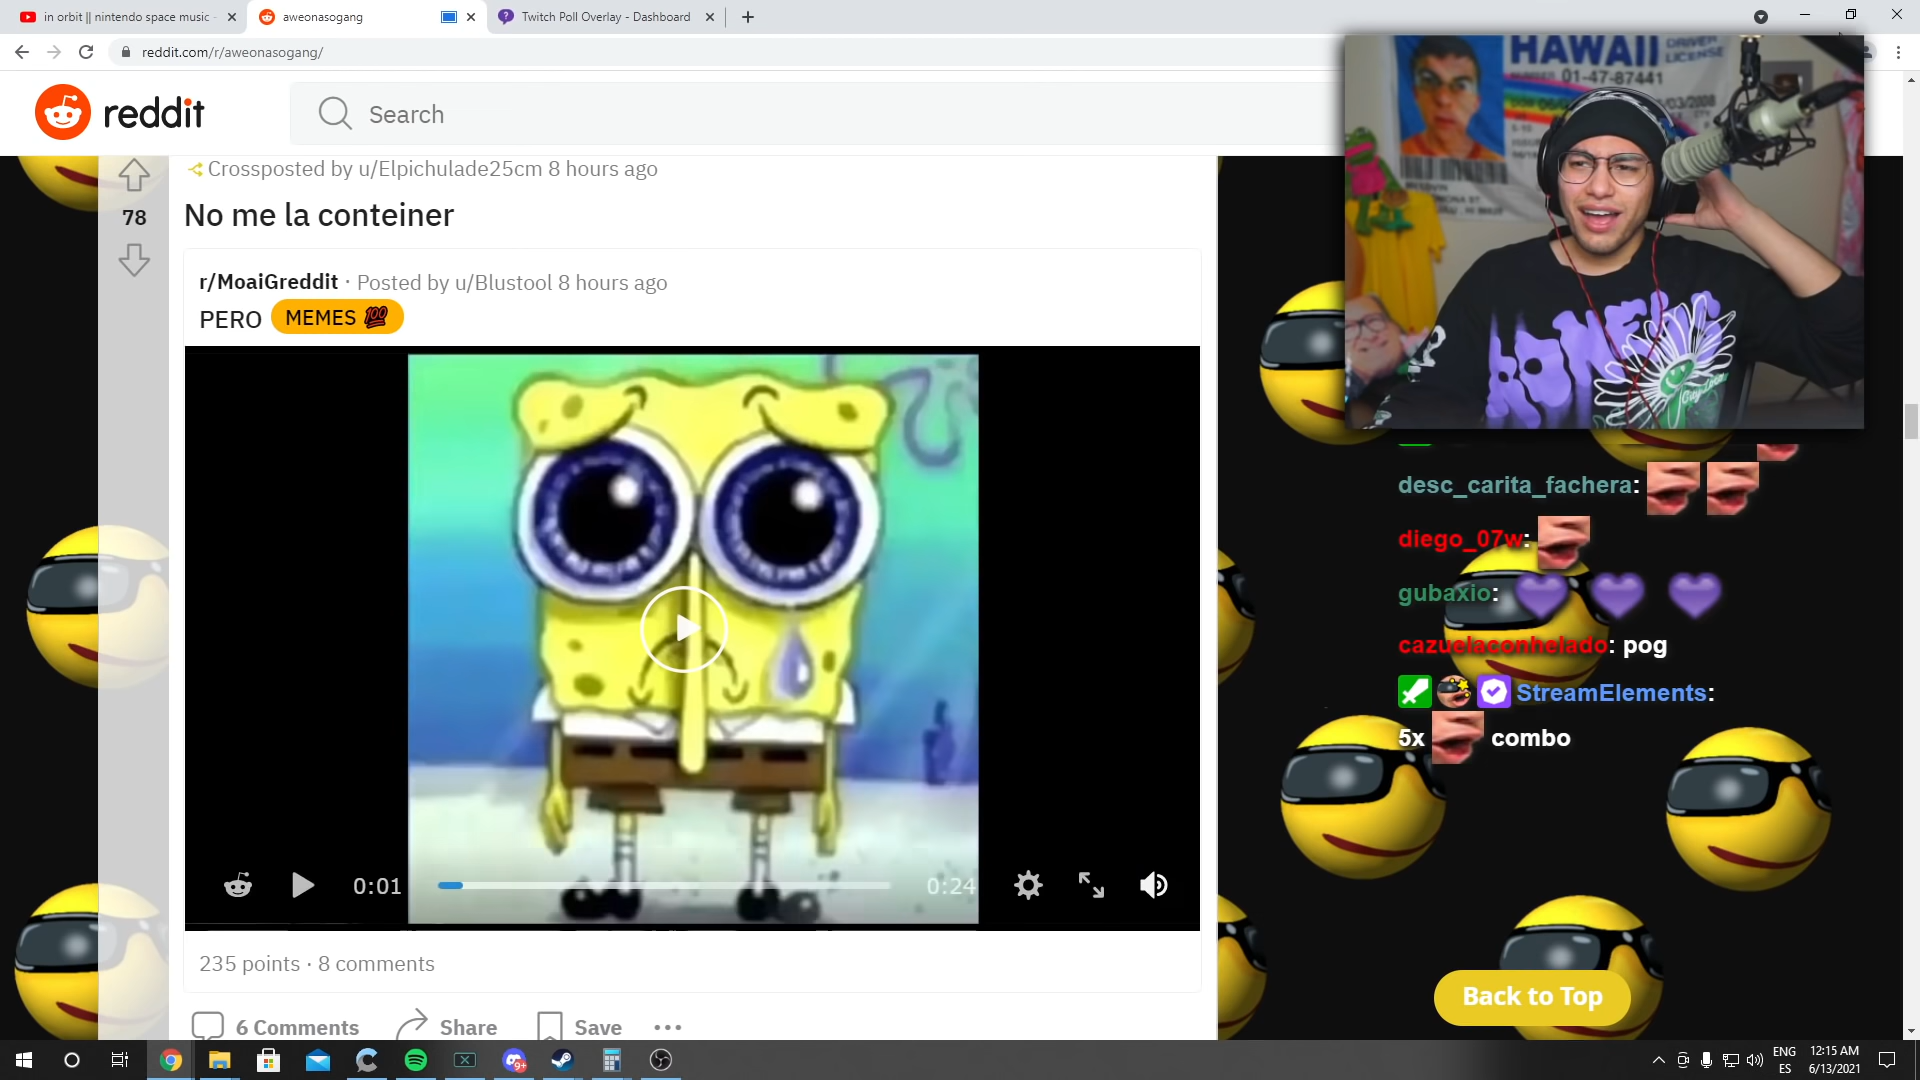 in orbit || nintendo space music -
aweonasogang
Twitch Poll Overlay - Dashboard
reddit.com/r/aweonasogang/
reddit
Search
HAWAII
DRIVER
LICENSE
01-47-87441
Crossposted by u/Elpichulade25cm 8 hours ago
78
No me la conteiner
r/MoaiGreddit · Posted by u/Blustool 8 hours ago
PERO MEMES 💯
desc_carita_fachera:
diego_07w:
gubaxio: 💜 💜 💜
cazuelaconhelado: pog
StreamElements:
5x combo
0:01
0:24
235 points · 8 comments
Back to Top
6 Comments
Share
Save
9+
ENG
ES
12:15 AM
6/13/2021